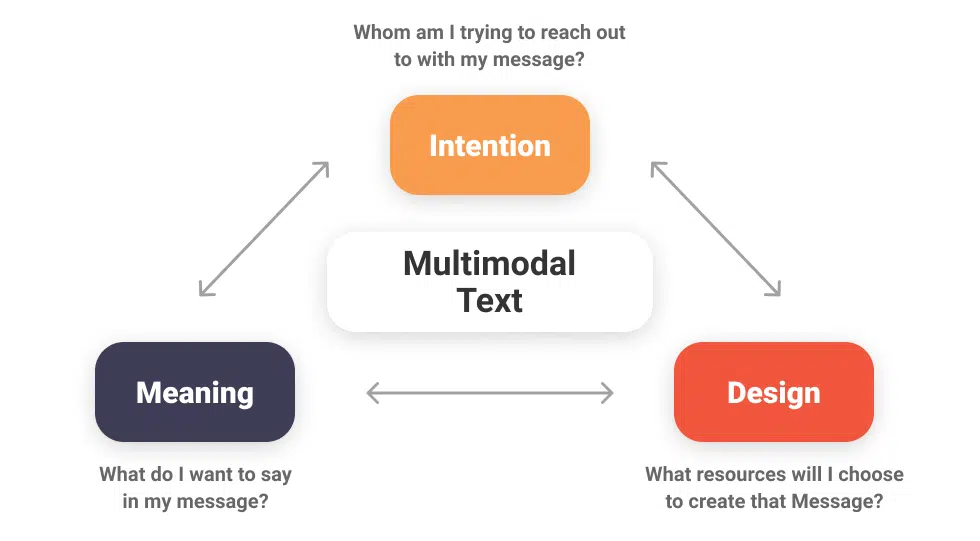 Whom am I trying to reach out
to with my message?
Intention
Multimodal
Text
Meaning
Design
What do I want to say
in my message?
What resources will I choose
to create that Message?